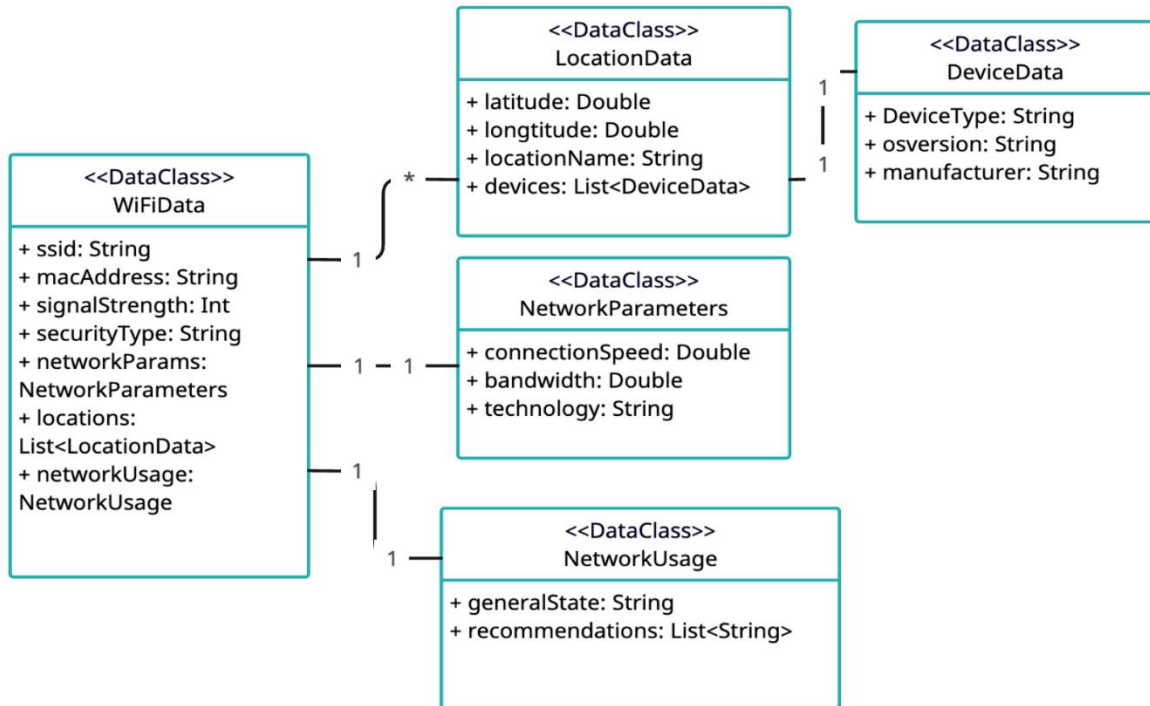 <<DataClass>>
WiFiData
+ ssid: String
+ macAddress: String
+ signalStrength: Int
+ securityType: String
+ networkParams:
NetworkParameters
+ locations:
List<LocationData>
+ networkUsage:
NetworkUsage
1
*
1
1
1
1
<<DataClass>>
LocationData
+ latitude: Double
+ longtitude: Double
+ locationName: String
+ devices: List<DeviceData>
1
1
<<DataClass>>
DeviceData
+ DeviceType: String
+ osversion: String
+ manufacturer: String
<<DataClass>>
NetworkParameters
+ connectionSpeed: Double
+ bandwidth: Double
+ technology: String
<<DataClass>>
NetworkUsage
+ generalState: String
+ recommendations: List<String>